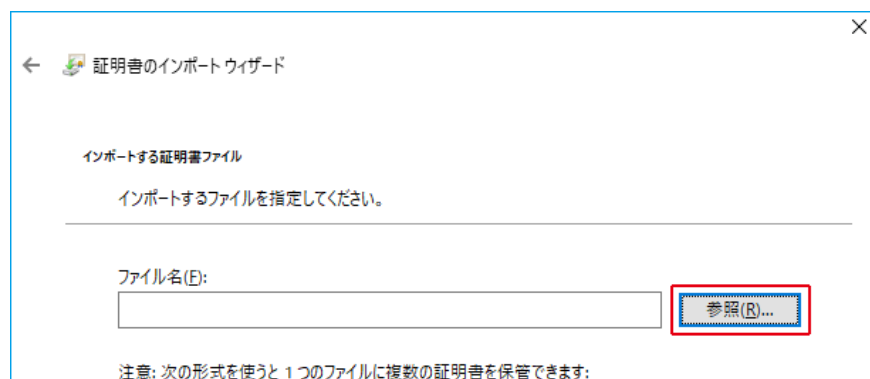 証明書のインポート ウィザード
インポートする証明書ファイル
インポートするファイルを指定してください。
ファイル名(F):
参照(R)...
注意: 次の形式を使うと 1 つのファイルに複数の証明書を保管できます: